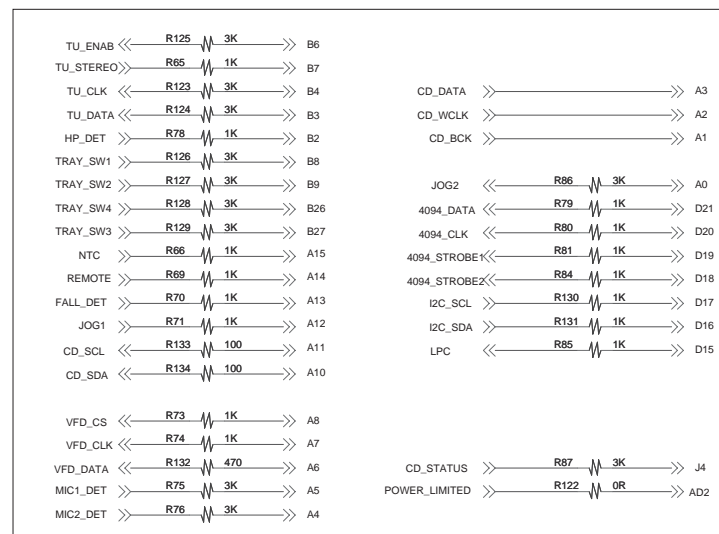 TU_ENAB R125 3K B6
TU_STEREO R65 1K B7
TU_CLK R123 3K B4
TU_DATA R124 3K B3
HP_DET R78 1K B2
TRAY_SW1 R126 3K B8
TRAY_SW2 R127 3K B9
TRAY_SW4 R128 3K B26
TRAY_SW3 R129 3K B27
NTC R66 1K A15
REMOTE R69 1K A14
FALL_DET R70 1K A13
JOG1 R71 1K A12
CD_SCL R133 100 A11
CD_SDA R134 100 A10
VFD_CS R73 1K A8
VFD_CLK R74 1K A7
VFD_DATA R132 470 A6
MIC1_DET R75 3K A5
MIC2_DET R76 3K A4
CD_DATA A3
CD_WCLK A2
CD_BCK A1
JOG2 R86 3K A0
4094_DATA R79 1K D21
4094_CLK R80 1K D20
4094_STROBE1 R81 1K D19
4094_STROBE2 R84 1K D18
I2C_SCL R130 1K D17
I2C_SDA R131 1K D16
LPC R85 1K D15
CD_STATUS R87 3K J4
POWER_LIMITED R122 0R AD2